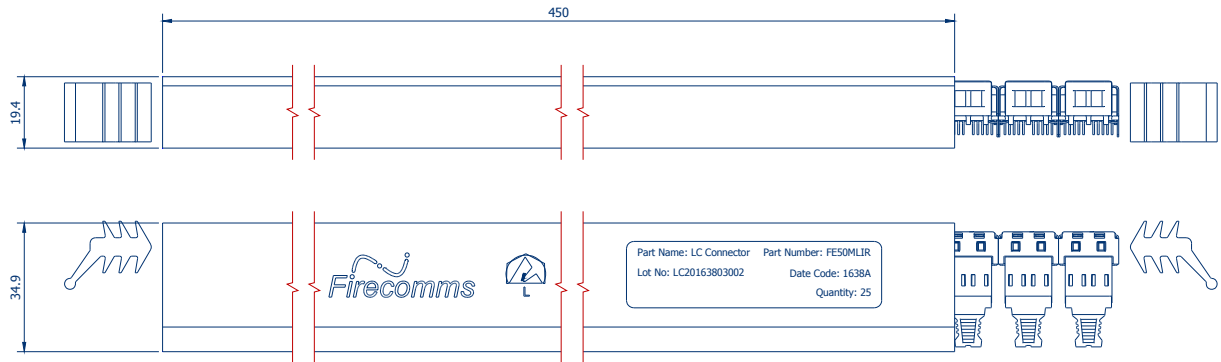 450
19.4
34.9
Firecomms
L
Part Name: LC Connector Part Number: FE50MLIR
Lot No: LC20163803002 Date Code: 1638A
Quantity: 25